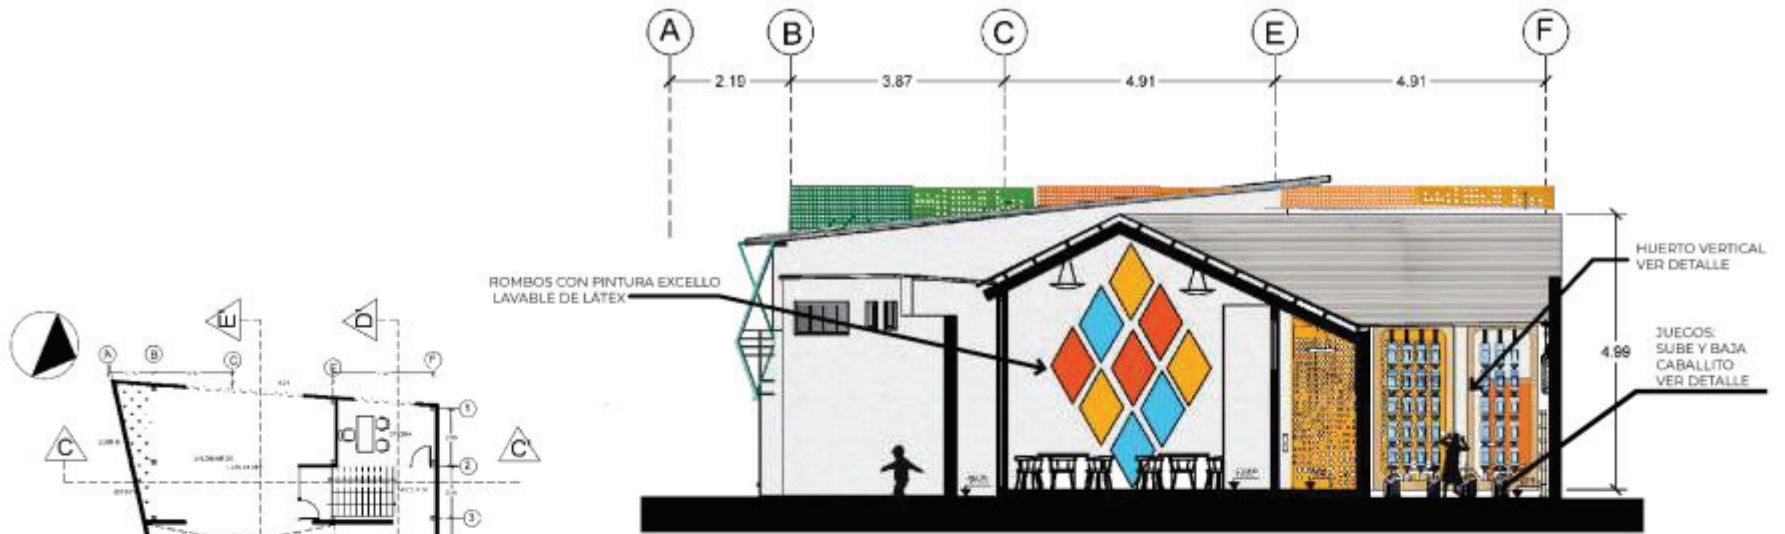 A B C E F
2.19 3.87 4.91 4.91
ROMBOS CON PINTURA EXCELLO
LAVABLE DE LÁTEX
HUERTO VERTICAL
VER DETALLE
JUEGOS:
SUBE Y BAJA
CABALLITO
VER DETALLE
4.99
E' D'
A B C E F
1
C' C'
2
3